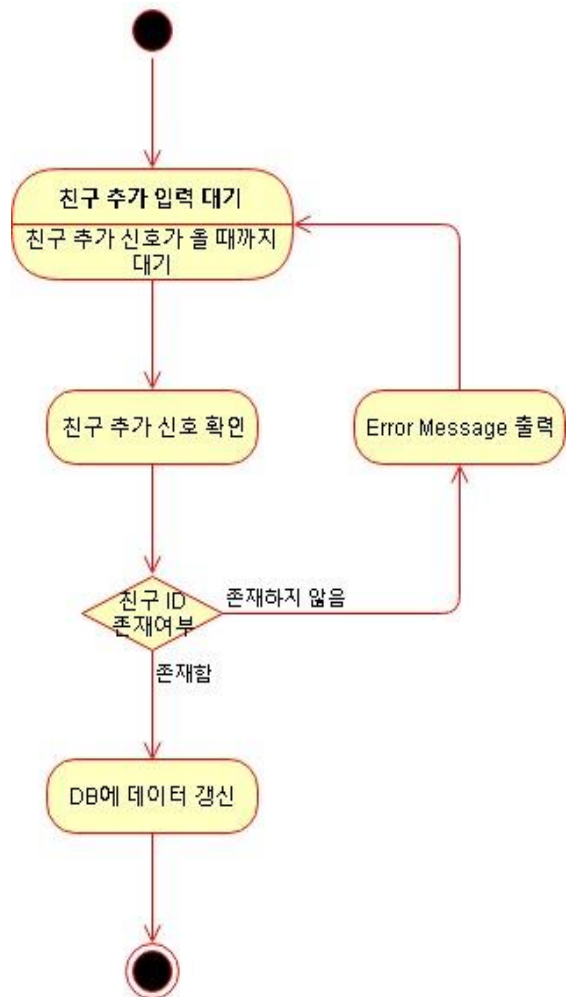 친구 추가 입력 대기
친구 추가 신호가 올 때까지
대기
친구 추가 신호 확인
Error Message 출력
친구 ID
존재여부
존재하지 않음
존재함
DB에 데이터 갱신